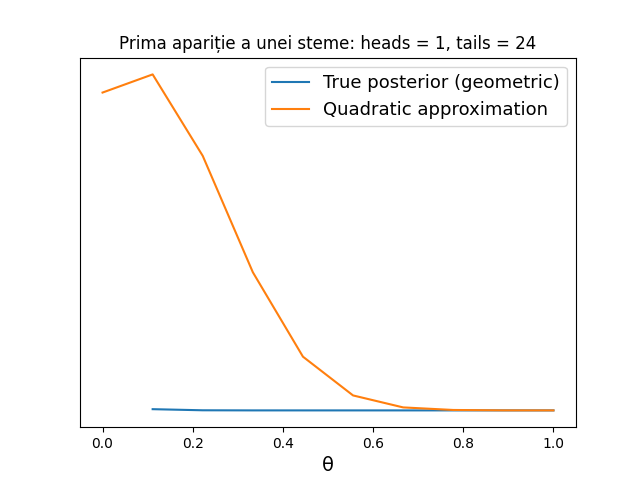 Prima apariție a unei steme: heads = 1, tails = 24
True posterior (geometric)
Quadratic approximation
0.0 0.2 0.4 0.6 0.8 1.0
θ